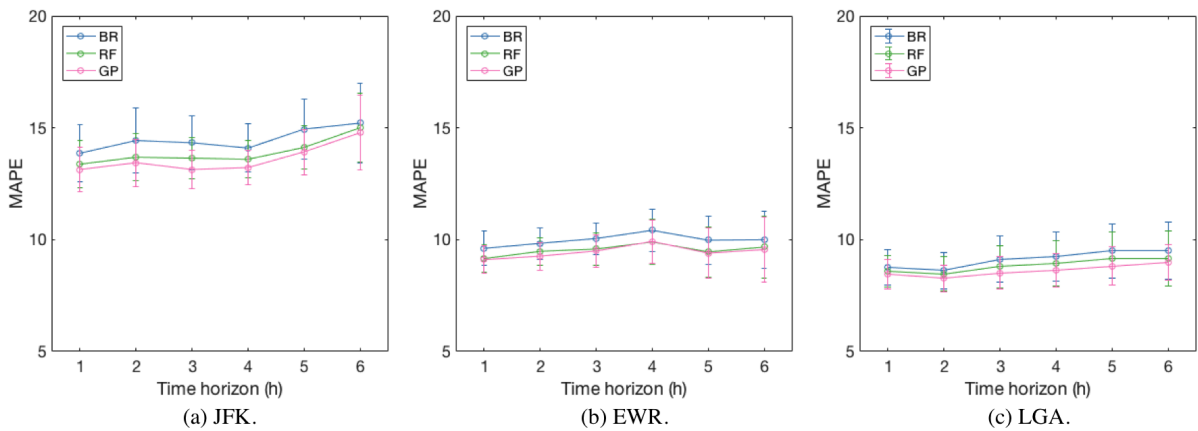 20
15
10
5
MAPE
BR
RF
GP
1 2 3 4 5 6
Time horizon (h)
(a) JFK.
20
15
10
5
MAPE
BR
RF
GP
1 2 3 4 5 6
Time horizon (h)
(b) EWR.
20
15
10
5
MAPE
BR
RF
GP
1 2 3 4 5 6
Time horizon (h)
(c) LGA.